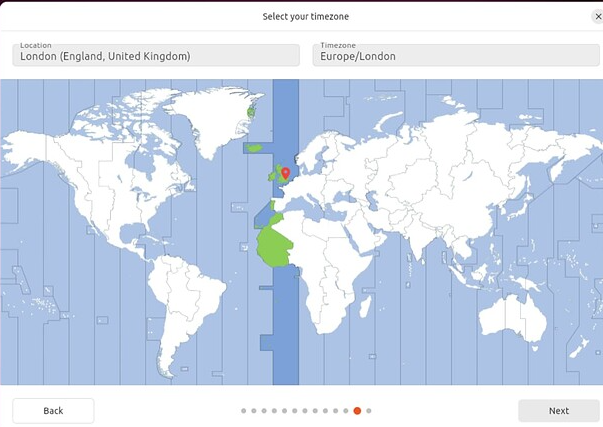 Select your timezone
Location
London (England, United Kingdom)
Timezone
Europe/London
Back
Next